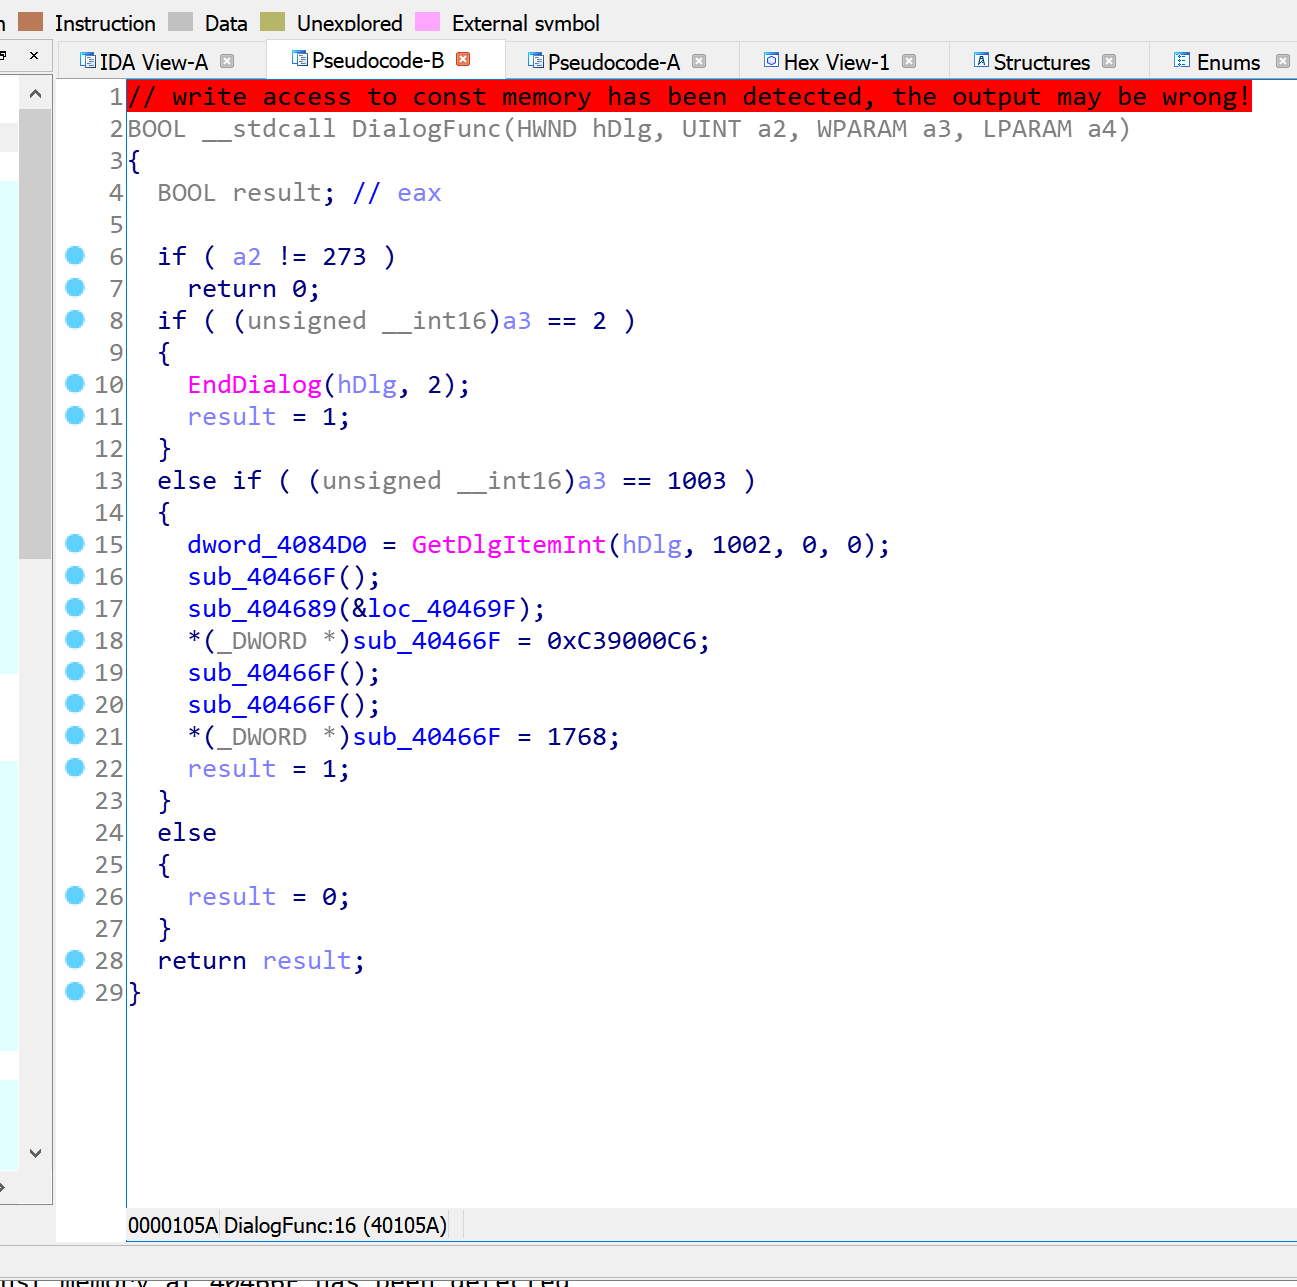 Instruction Data Unexplored External symbol
IDA View-A Pseudocode-B Pseudocode-A Hex View-1 Structures Enums
1 // write access to const memory has been detected, the output may be wrong!
2 BOOL __stdcall DialogFunc(HWND hDlg, UINT a2, WPARAM a3, LPARAM a4)
3 {
4 BOOL result; // eax
5
6 if ( a2 != 273 )
7 return 0;
8 if ( (unsigned __int16)a3 == 2 )
9 {
10 EndDialog(hDlg, 2);
11 result = 1;
12 }
13 else if ( (unsigned __int16)a3 == 1003 )
14 {
15 dword_4084D0 = GetDlgItemInt(hDlg, 1002, 0, 0);
16 sub_40466F();
17 sub_404689(&loc_40469F);
18 *(_DWORD *)sub_40466F = 0xC39000C6;
19 sub_40466F();
20 sub_40466F();
21 *(_DWORD *)sub_40466F = 1768;
22 result = 1;
23 }
24 else
25 {
26 result = 0;
27 }
28 return result;
29 }
0000105A DialogFunc:16 (40105A)
memory at 40466F has been detected